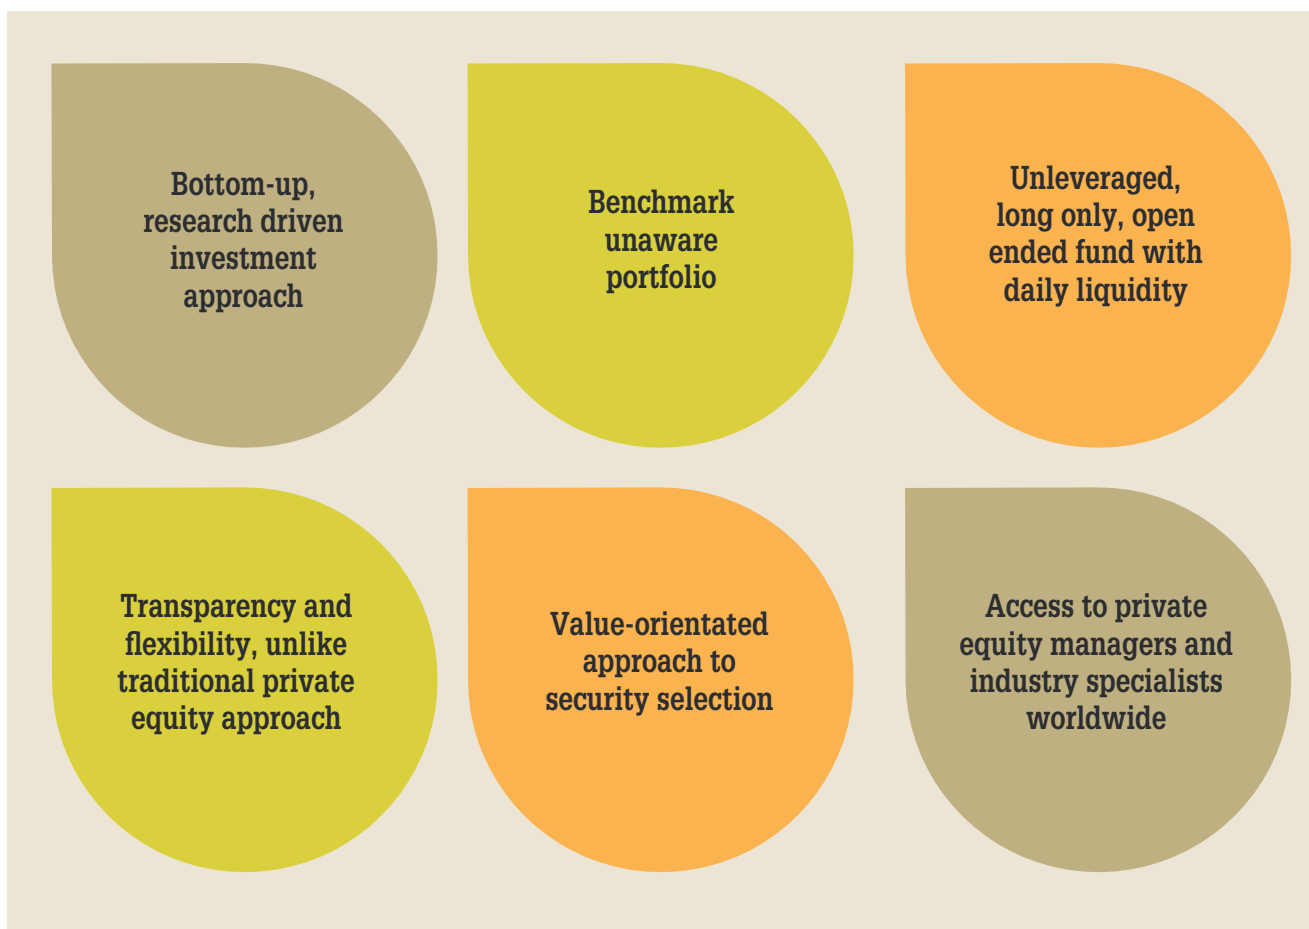 Bottom-up,
research driven
investment
approach
Benchmark
unaware
portfolio
Unleveraged,
long only, open
ended fund with
daily liquidity
Transparency and
flexibility, unlike
traditional private
equity approach
Value-orientated
approach to
security selection
Access to private
equity managers and
industry specialists
worldwide